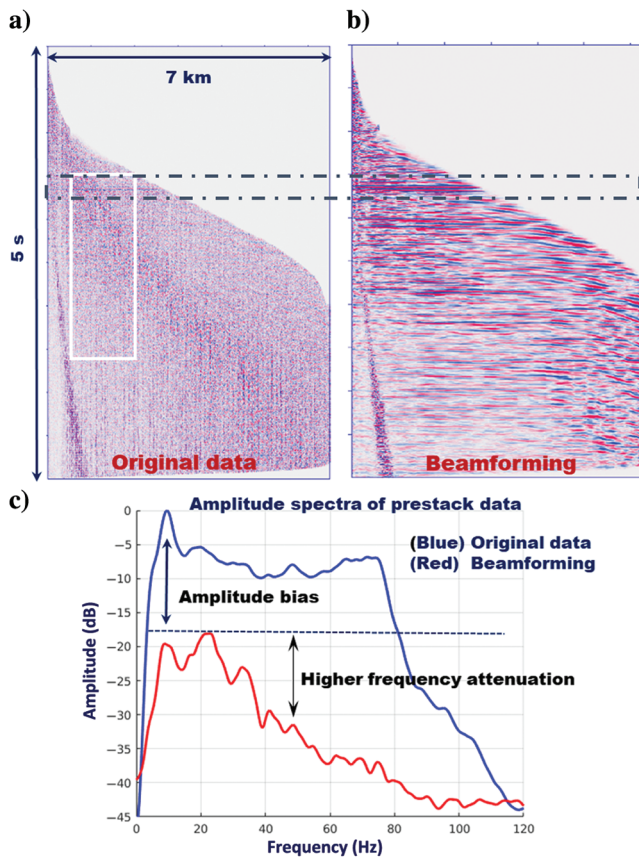 a)
b)
7 km
5 s
Original data
Beamforming
c)
Amplitude spectra of prestack data
(Blue) Original data
(Red) Beamforming
Amplitude bias
Higher frequency attenuation
Amplitude (dB)
0
−5
−10
−15
−20
−25
−30
−35
−40
−45
0
20
40
60
80
100
120
Frequency (Hz)